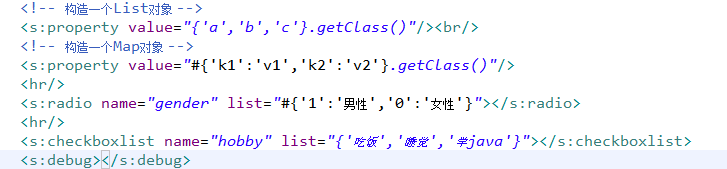 <!-- 构造一个List对象 -->
<s:property value="{'a','b','c'}.getClass()"/><br/>
<!-- 构造一个Map对象 -->
<s:property value="#{'k1':'v1','k2':'v2'}.getClass()"/>
<hr/>
<s:radio name="gender" list="#{'1':'男性','0':'女性'}"></s:radio>
<hr/>
<s:checkboxlist name="hobby" list="{'吃饭','睡觉','学java'}"></s:checkboxlist>
<s:debug></s:debug>